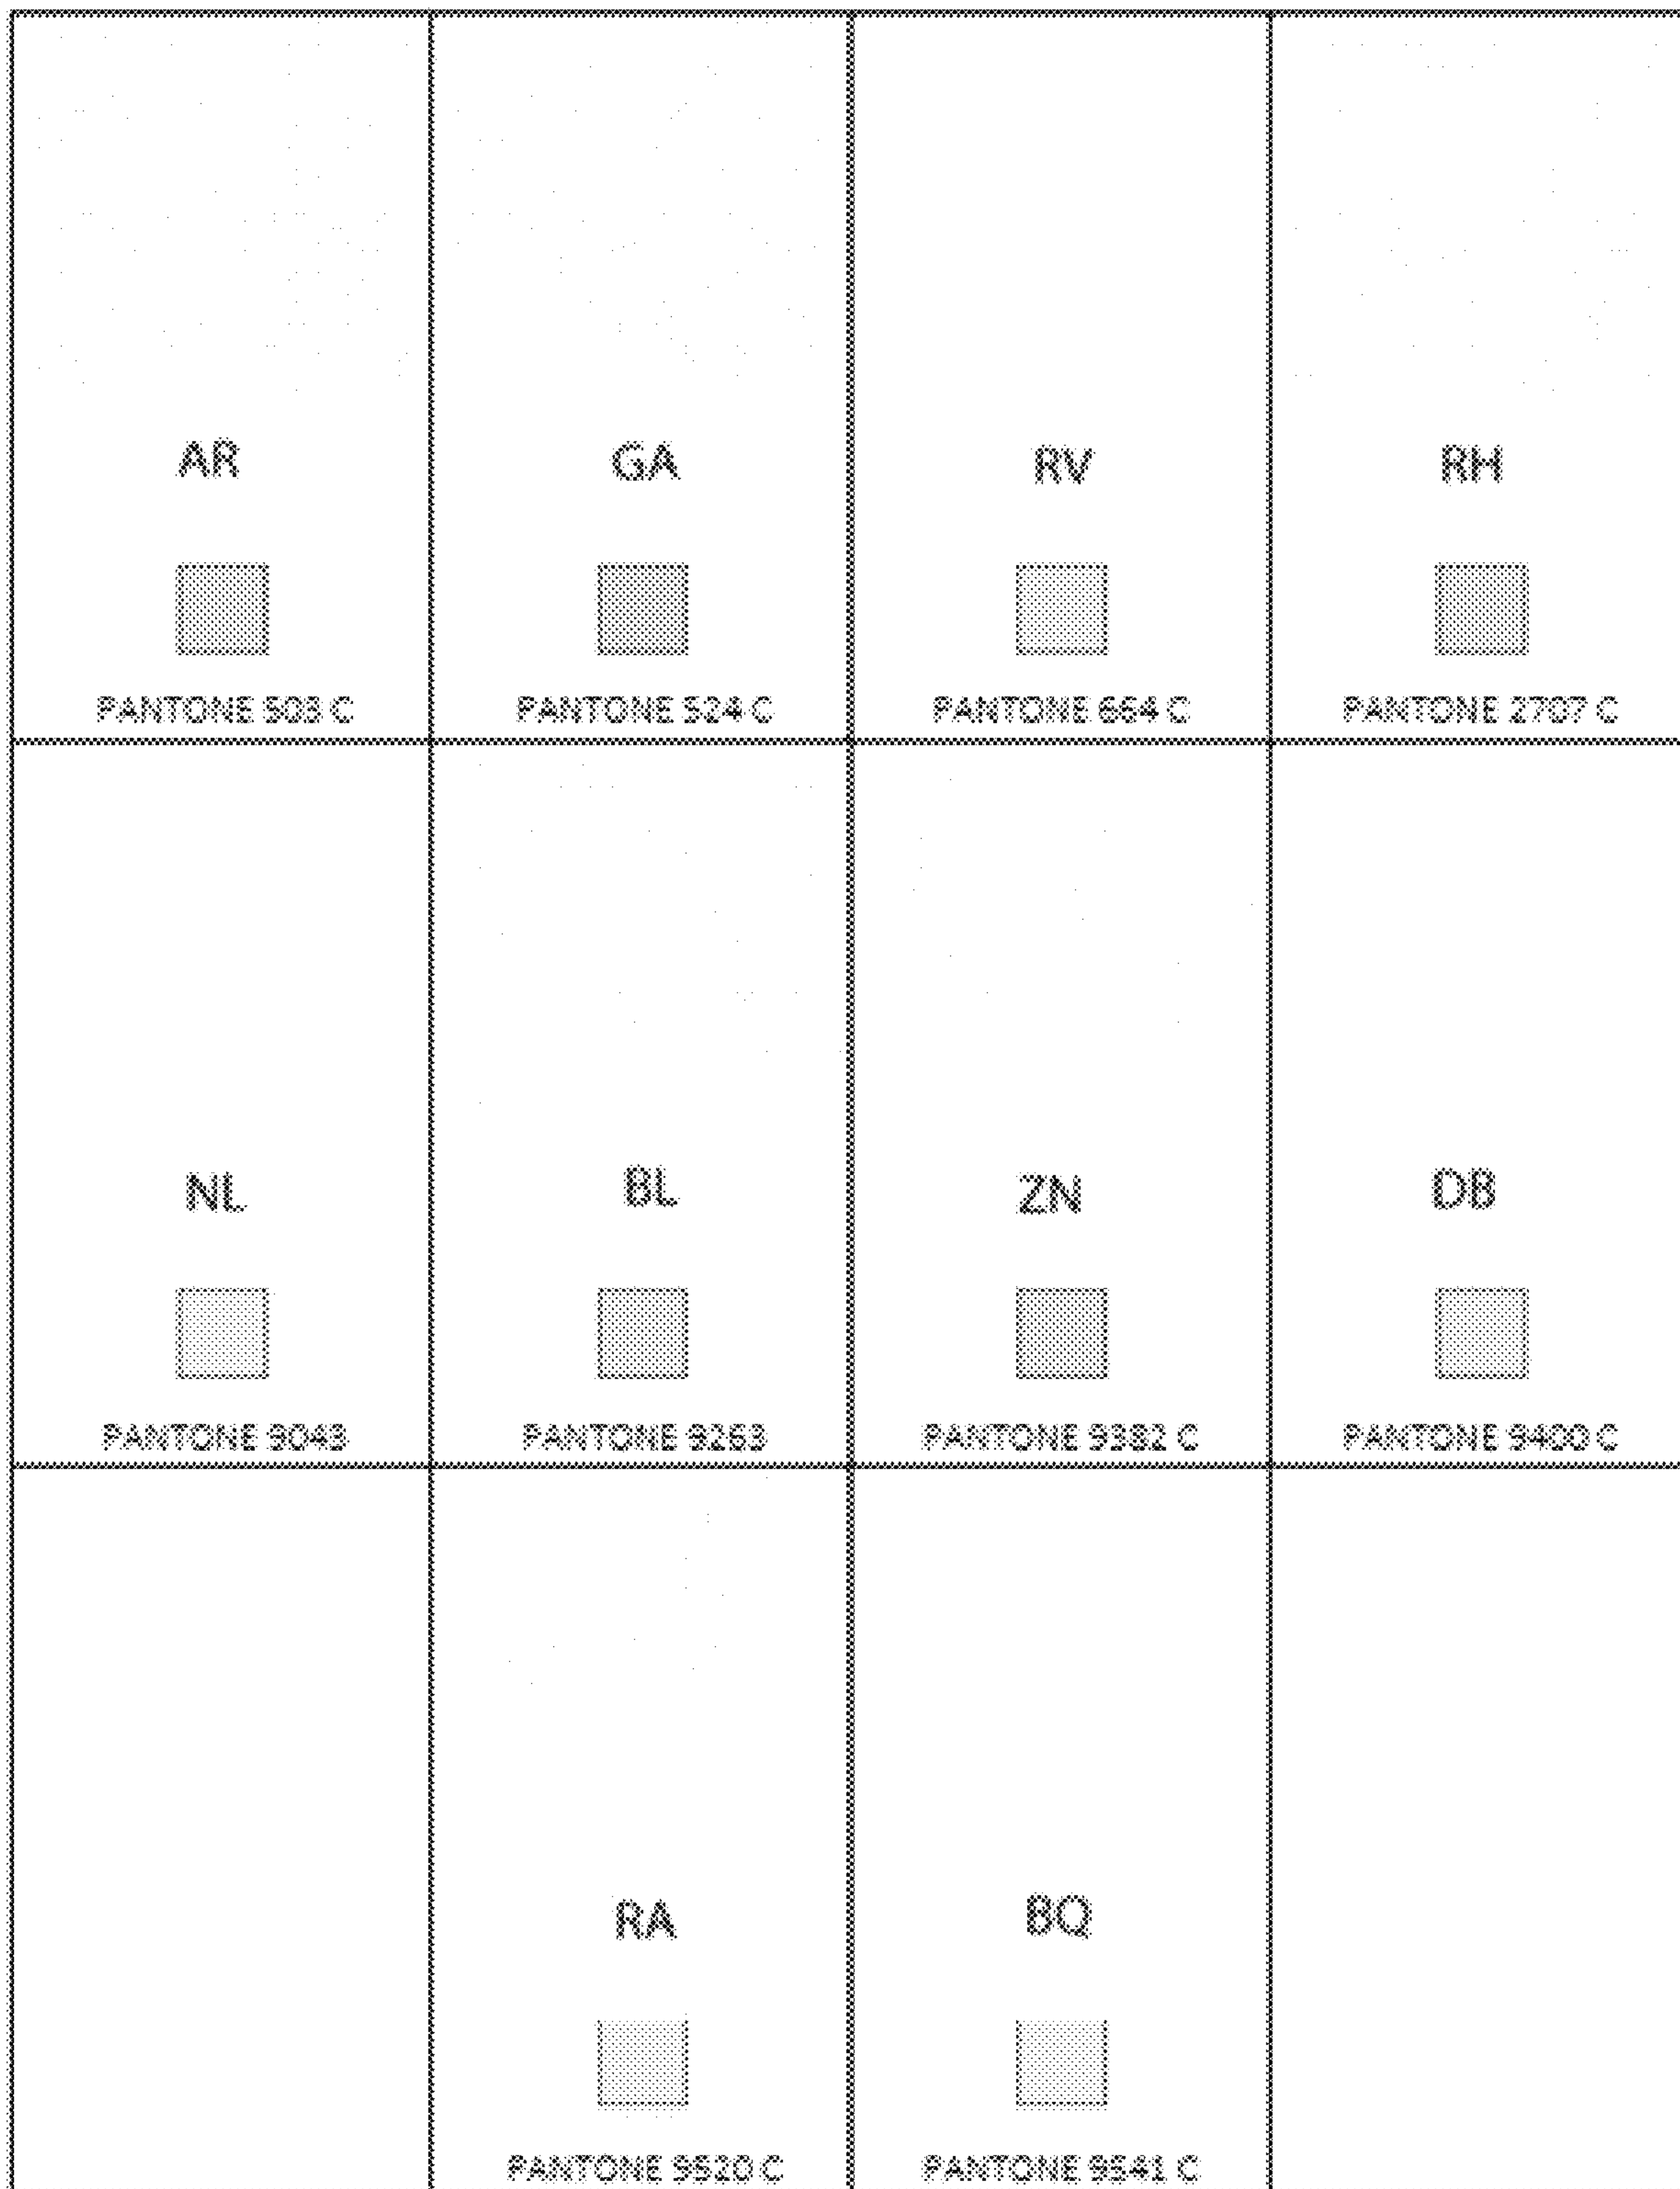 AR
GA
RV
RH
PANTONE 503 C
PANTONE 524 C
PANTONE 664 C
PANTONE 2707 C
NL
BL
ZN
DB
PANTONE 9043
PANTONE 9263
PANTONE 9382 C
PANTONE 9400 C
RA
BQ
PANTONE 9520 C
PANTONE 9541 C